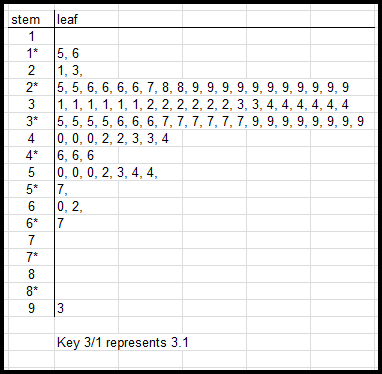 stem leaf
1
1* 5, 6
2 1, 3,
2* 5, 5, 6, 6, 6, 6, 7, 8, 8, 9, 9, 9, 9, 9, 9, 9, 9, 9, 9, 9
3 1, 1, 1, 1, 1, 1, 2, 2, 2, 2, 2, 2, 3, 3, 4, 4, 4, 4, 4, 4
3* 5, 5, 5, 5, 6, 6, 6, 7, 7, 7, 7, 7, 7, 9, 9, 9, 9, 9, 9, 9, 9
4 0, 0, 0, 2, 2, 3, 3, 4
4* 6, 6, 6
5 0, 0, 0, 2, 3, 4, 4,
5* 7,
6 0, 2,
6* 7
7
7*
8
8*
9 3
Key 3/1 represents 3.1